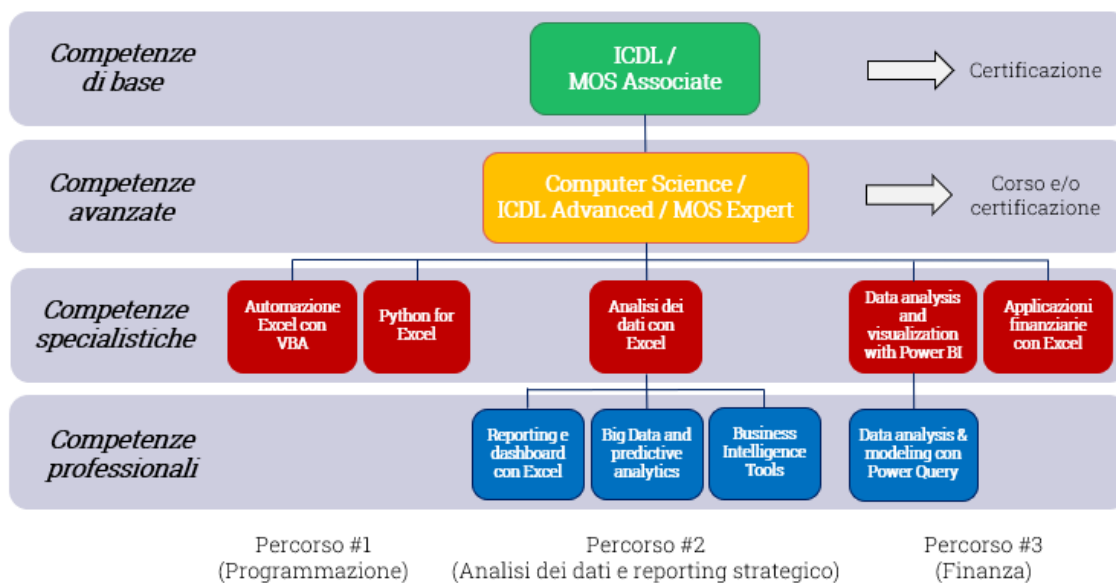 Competenze
di base
ICDL /
MOS Associate
Certificazione
Competenze
avanzate
Computer Science /
ICDL Advanced / MOS Expert
Corso e/o
certificazione
Competenze
specialistiche
Automazione
Excel con
VBA
Python for
Excel
Analisi dei
dati con
Excel
Data analysis
and
visualization
with Power BI
Applicazioni
finanziarie
con Excel
Competenze
professionali
Reporting e
dashboard
con Excel
Big Data and
predictive
analytics
Business
Intelligence
Tools
Data analysis &
modeling con
Power Query
Percorso #1
(Programmazione)
Percorso #2
(Analisi dei dati e reporting strategico)
Percorso #3
(Finanza)